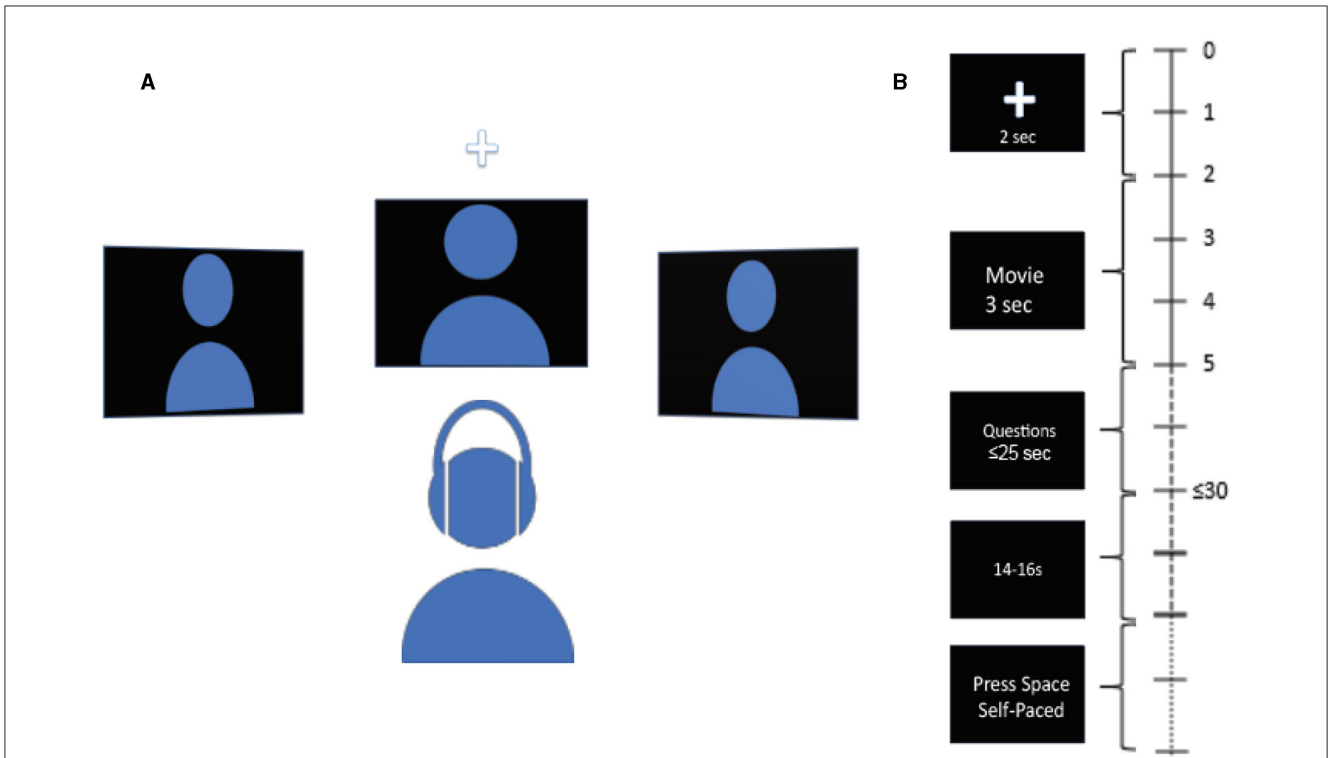 A
B
2 sec
Movie
3 sec
Questions
≤25 sec
14-16s
Press Space
Self-Paced
0
1
2
3
4
5
≤30